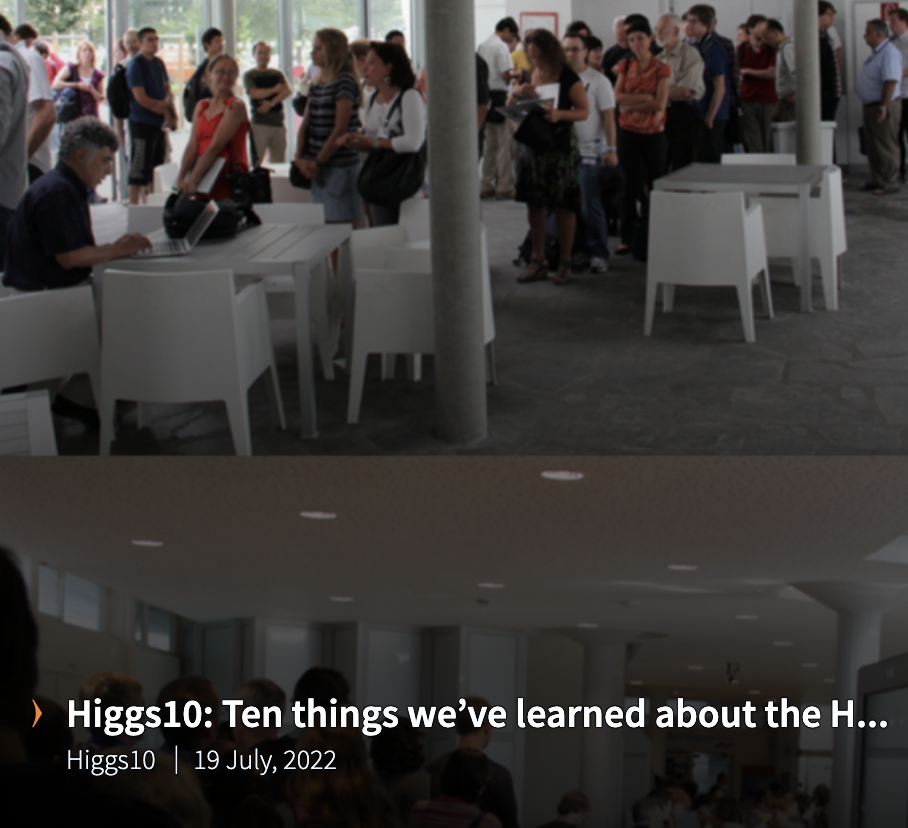 Higgs10: Ten things we’ve learned about the H...
Higgs10 | 19 July, 2022